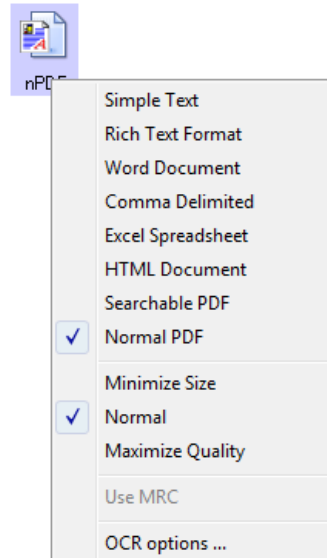 nPDF
Simple Text
Rich Text Format
Word Document
Comma Delimited
Excel Spreadsheet
HTML Document
Searchable PDF
Normal PDF
Minimize Size
Normal
Maximize Quality
Use MRC
OCR options ...